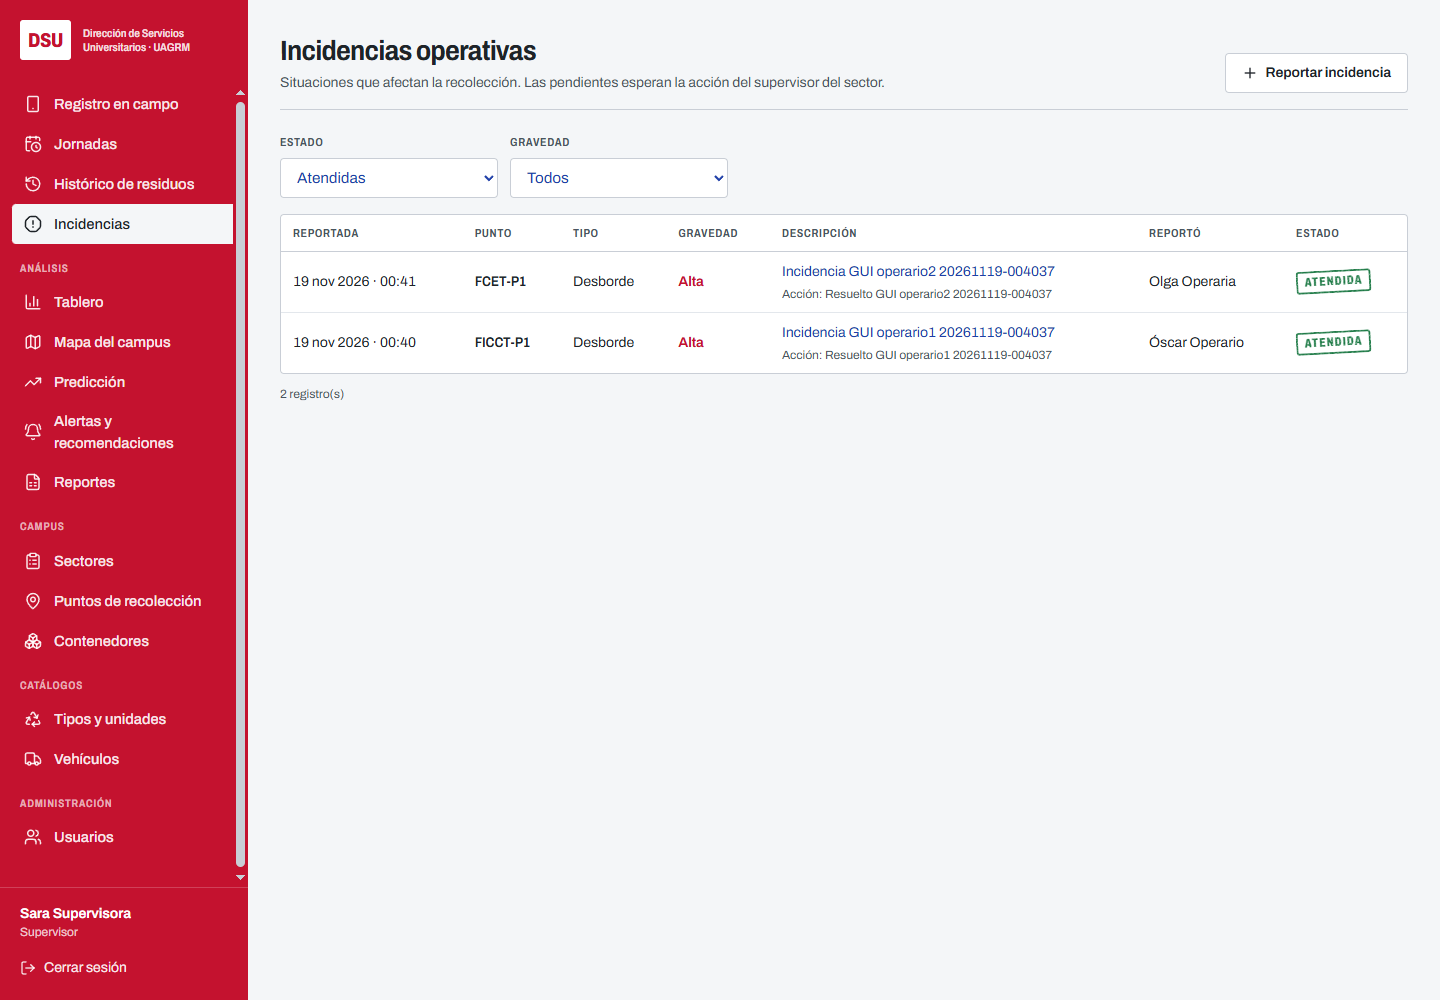 DSU
Dirección de Servicios
Universitarios · UAGRM
Registro en campo
Jornadas
Histórico de residuos
Incidencias
ANÁLISIS
Tablero
Mapa del campus
Predicción
Alertas y
recomendaciones
Reportes
CAMPUS
Sectores
Puntos de recolección
Contenedores
CATÁLOGOS
Tipos y unidades
Vehículos
ADMINISTRACIÓN
Usuarios
Sara Supervisora
Supervisor
Cerrar sesión
Incidencias operativas
Situaciones que afectan la recolección. Las pendientes esperan la acción del supervisor del sector.
Reportar incidencia
ESTADO GRAVEDAD
Atendidas Todos
REPORTADA PUNTO TIPO GRAVEDAD DESCRIPCIÓN REPORTÓ ESTADO
19 nov 2026 · 00:41 FCET-P1 Desborde Alta Incidencia GUI operario2 20261119-004037 Olga Operaria ATENDIDA
Acción: Resuelto GUI operario2 20261119-004037
19 nov 2026 · 00:40 FICCT-P1 Desborde Alta Incidencia GUI operario1 20261119-004037 Óscar Operario ATENDIDA
Acción: Resuelto GUI operario1 20261119-004037
2 registro(s)